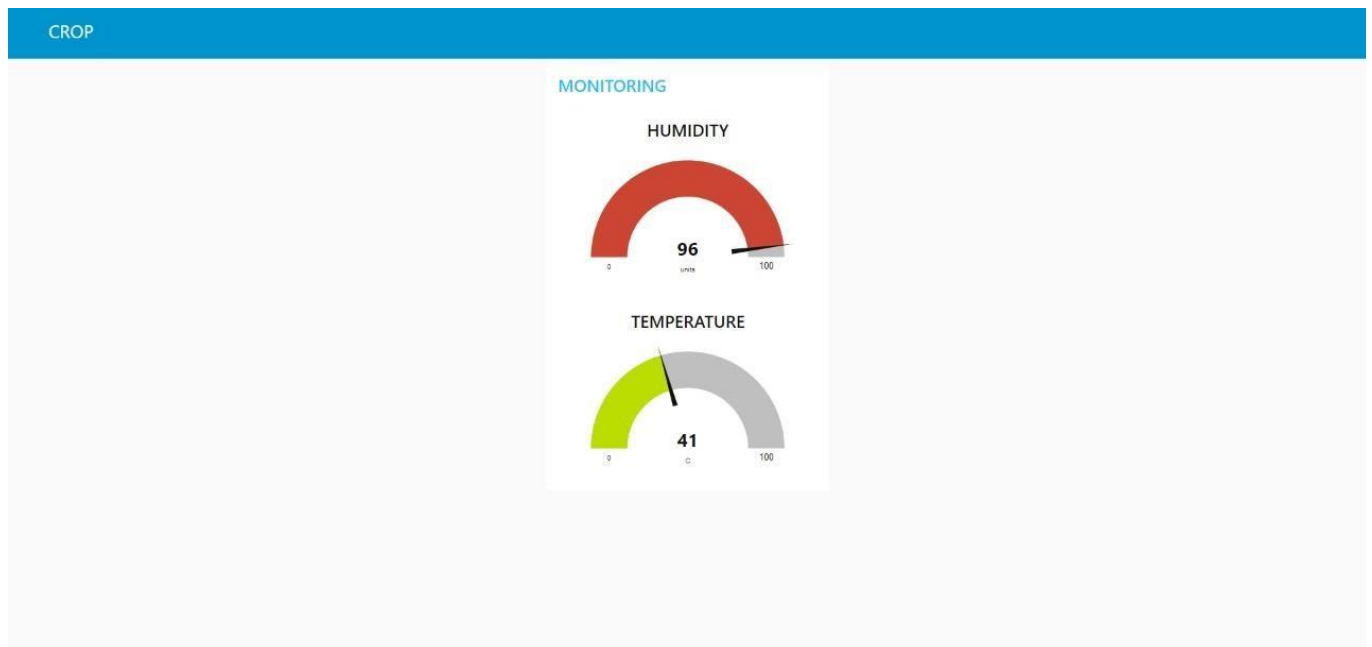 CROP
MONITORING
HUMIDITY
96
units
0
100
TEMPERATURE
41
C
0
100